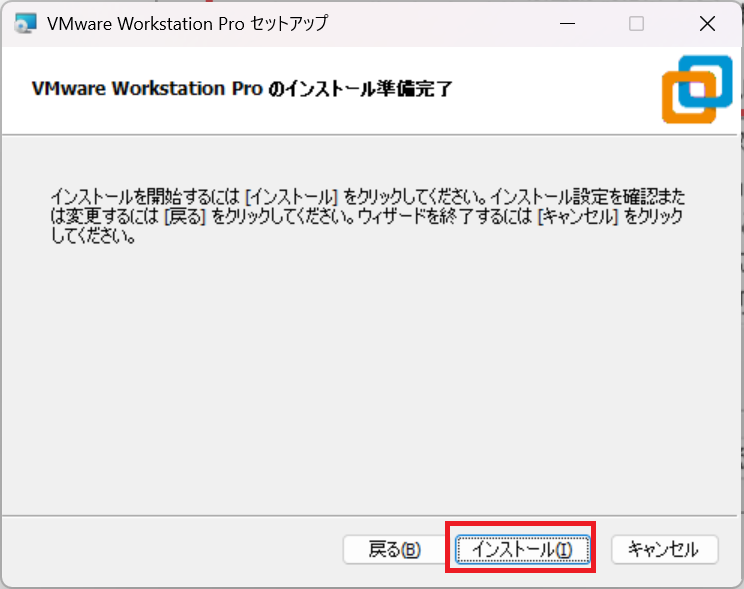 VMware Workstation Pro セットアップ
VMware Workstation Pro のインストール準備完了
インストールを開始するには [インストール] をクリックしてください。インストール設定を確認また
は変更するには [戻る] をクリックしてください。ウィザードを終了するには [キャンセル] をクリック
してください。
戻る(B) インストール(I) キャンセル